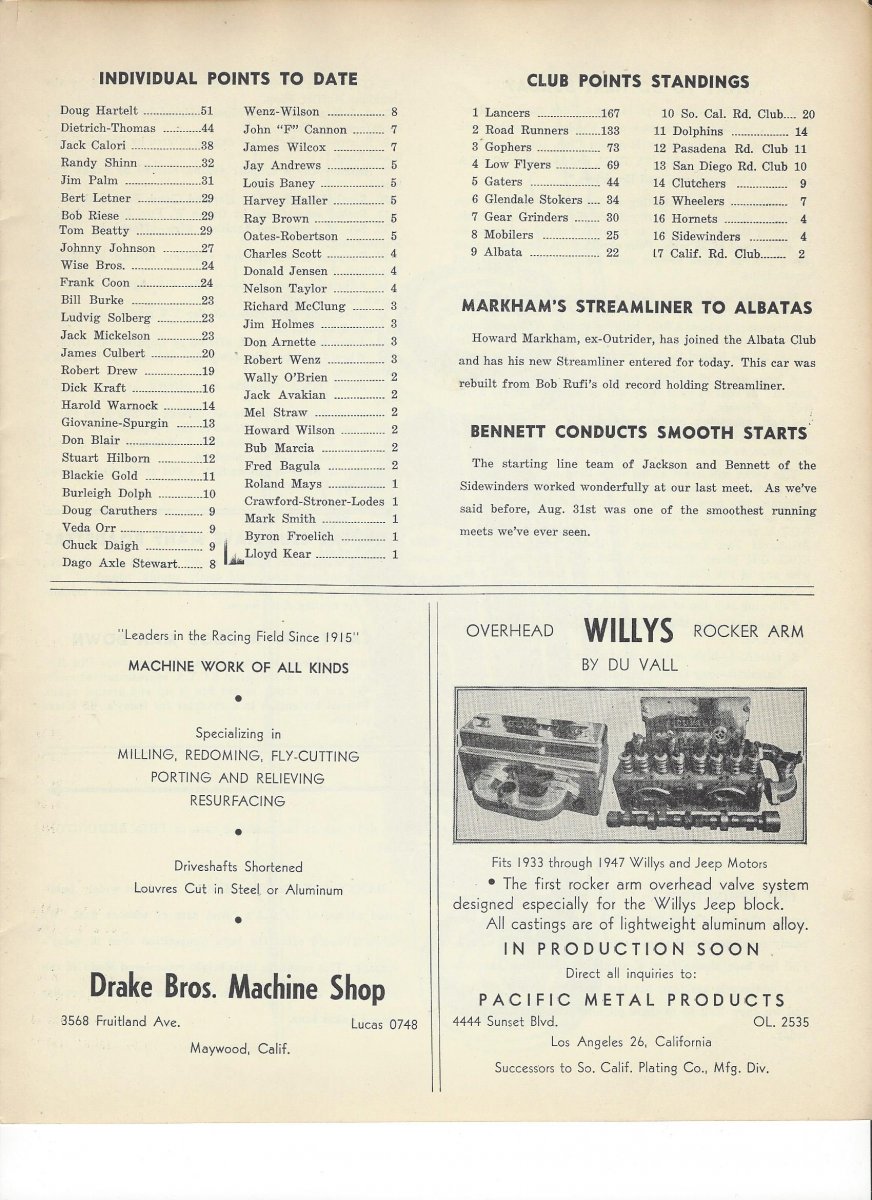 INDIVIDUAL POINTS TO DATE
Doug Hartelt ................51
Dietrich-Thomas ..........44
Jack Calori ...................38
Randy Shinn .................32
Jim Palm .......................31
Bert Letner ...................29
Bob Riese ......................29
Tom Beatty ...................29
Johnny Johnson ............27
Wise Bros. .....................24
Frank Coon ...................24
Bill Burke .....................23
Ludvig Solberg .............23
Jack Mickelson .............23
James Culbert ...............20
Robert Drew .................19
Dick Kraft ....................16
Harold Warnock ...........14
Giovanine-Spurgin .......13
Don Blair ......................12
Stuart Hilborn ..............12
Blackie Gold .................11
Burleigh Dolph .............10
Doug Caruthers ............ 9
Veda Orr ....................... 9
Chuck Daigh ................. 9
Dago Axle Stewart....... 8
Wenz-Wilson ................. 8
John "F" Cannon ......... 7
James Wilcox ................ 7
Jay Andrews ................. 5
Louis Baney .................. 5
Harvey Haller ............... 5
Ray Brown .................... 5
Oates-Robertson ........... 5
Charles Scott ................ 4
Donald Jensen .............. 4
Nelson Taylor ............... 4
Richard McClung ......... 3
Jim Holmes ................... 3
Don Arnette .................. 3
Robert Wenz ................. 3
Wally O'Brien .............. 2
Jack Avakian ................ 2
Mel Straw ..................... 2
Howard Wilson ............ 2
Bub Marcia ................... 2
Fred Bagula .................. 2
Roland Mays ................. 1
Crawford-Stroner-Lodes 1
Mark Smith ................... 1
Byron Froelich .............. 1
Lloyd Kear .................... 1
CLUB POINTS STANDINGS
1 Lancers ..................167
2 Road Runners .......133
3 Gophers ................. 73
4 Low Flyers ............ 69
5 Gaters .................... 44
6 Glendale Stokers .... 34
7 Gear Grinders ........ 30
8 Mobilers ................ 25
9 Albata .................... 22
10 So. Cal. Rd. Club.... 20
11 Dolphins ................ 14
12 Pasadena Rd. Club 11
13 San Diego Rd. Club 10
14 Clutchers .............. 9
15 Wheelers ............... 7
16 Hornets ................. 4
16 Sidewinders .......... 4
17 Calif. Rd. Club........ 2
MARKHAM'S STREAMLINER TO ALBATAS
Howard Markham, ex-Outrider, has joined the Albata Club
and has his new Streamliner entered for today. This car was
rebuilt from Bob Rufi's old record holding Streamliner.
BENNETT CONDUCTS SMOOTH STARTS
The starting line team of Jackson and Bennett of the
Sidewinders worked wonderfully at our last meet. As we've
said before, Aug. 31st was one of the smoothest running
meets we've ever seen.
"Leaders in the Racing Field Since 1915"
MACHINE WORK OF ALL KINDS
•
Specializing in
MILLING, REDOMING, FLY-CUTTING
PORTING AND RELIEVING
RESURFACING
•
Driveshafts Shortened
Louvres Cut in Steel or Aluminum
•
Drake Bros. Machine Shop
3568 Fruitland Ave. Lucas 0748
Maywood, Calif.
OVERHEAD WILLYS ROCKER ARM
BY DU VALL
Fits 1933 through 1947 Willys and Jeep Motors
• The first rocker arm overhead valve system
designed especially for the Willys Jeep block.
All castings are of lightweight aluminum alloy.
IN PRODUCTION SOON
Direct all inquiries to:
PACIFIC METAL PRODUCTS
4444 Sunset Blvd. OL. 2535
Los Angeles 26, California
Successors to So. Calif. Plating Co., Mfg. Div.